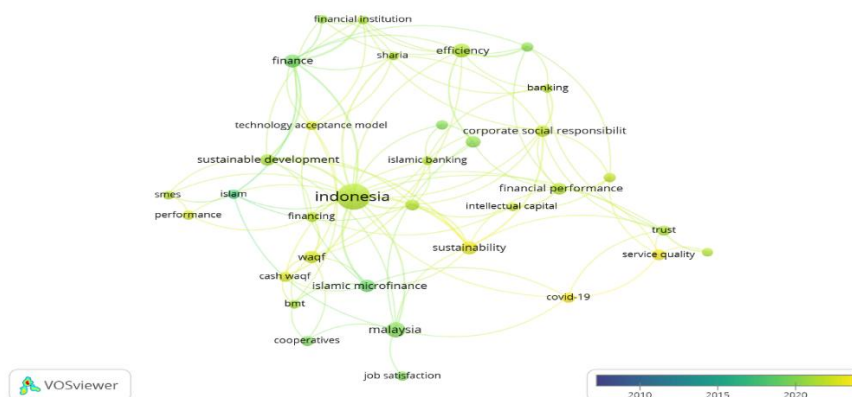 financial institution
efficiency
sharia
finance
banking
technology acceptance model
corporate social responsibilit
sustainable development
islamic banking
financial performance
smes
islam
indonesia
intellectual capital
performance
financing
trust
sustainability
service quality
waqf
cash waqf
islamic microfinance
covid-19
bmt
malaysia
cooperatives
job satisfaction
VOSviewer
2010 2015 2020